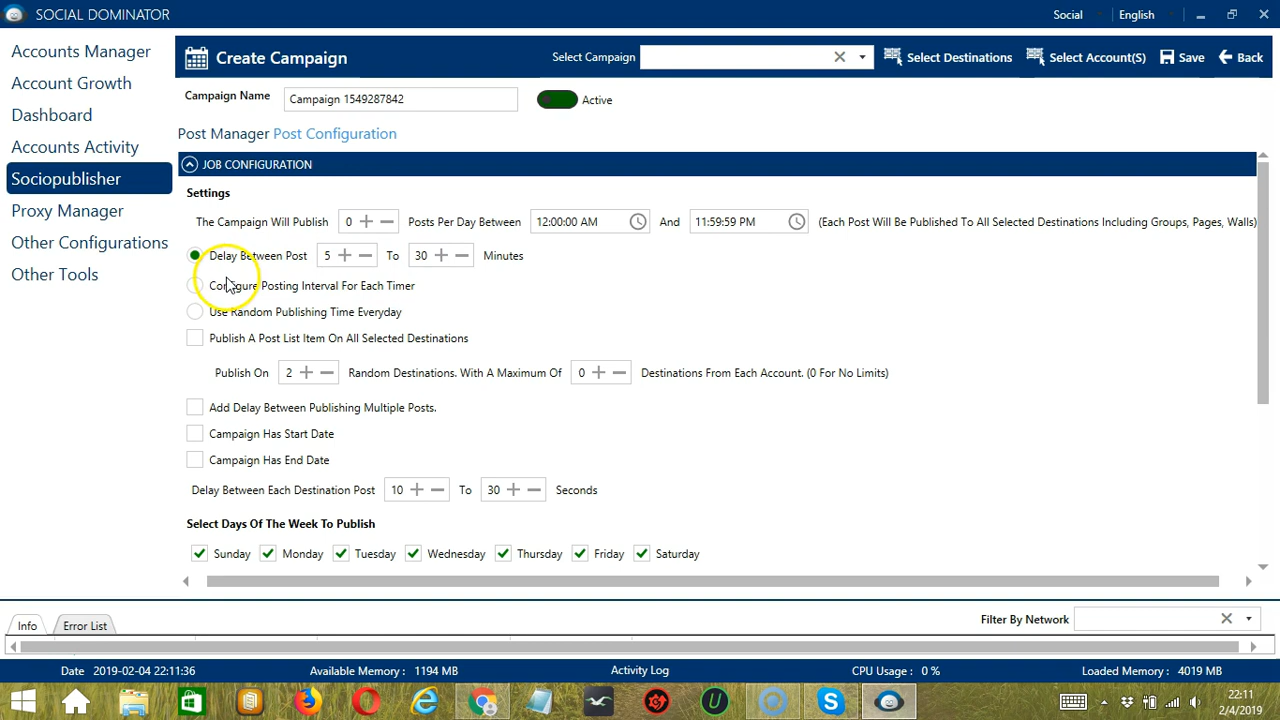 SOCIAL DOMINATOR
Social
English
Accounts Manager
Account Growth
Dashboard
Accounts Activity
Sociopublisher
Proxy Manager
Other Configurations
Other Tools
Create Campaign
Select Campaign
Select Destinations
Select Account(S)
Save
Back
Campaign Name
Campaign 1549287842
Active
Post Manager Post Configuration
JOB CONFIGURATION
Settings
The Campaign Will Publish 0 Posts Per Day Between 12:00:00 AM And 11:59:59 PM (Each Post Will Be Published To All Selected Destinations Including Groups, Pages, Walls)
Delay Between Post 5 To 30 Minutes
Configure Posting Interval For Each Timer
Use Random Publishing Time Everyday
Publish A Post List Item On All Selected Destinations
Publish On 2 Random Destinations. With A Maximum Of 0 Destinations From Each Account. (0 For No Limits)
Add Delay Between Publishing Multiple Posts.
Campaign Has Start Date
Campaign Has End Date
Delay Between Each Destination Post 10 To 30 Seconds
Select Days Of The Week To Publish
Sunday Monday Tuesday Wednesday Thursday Friday Saturday
Info Error List
Filter By Network
Date 2019-02-04 22:11:36 Available Memory : 1194 MB Activity Log CPU Usage : 0 % Loaded Memory : 4019 MB
22:11
2/4/2019